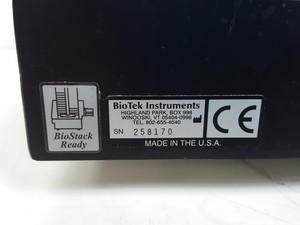 BioStack
Ready
BioTek Instruments
HIGHLAND PARK, BOX 998
WINOOSKI, VT 05404-0998
TEL. 802-655-4040
SN 258170
CE
MADE IN THE U.S.A.